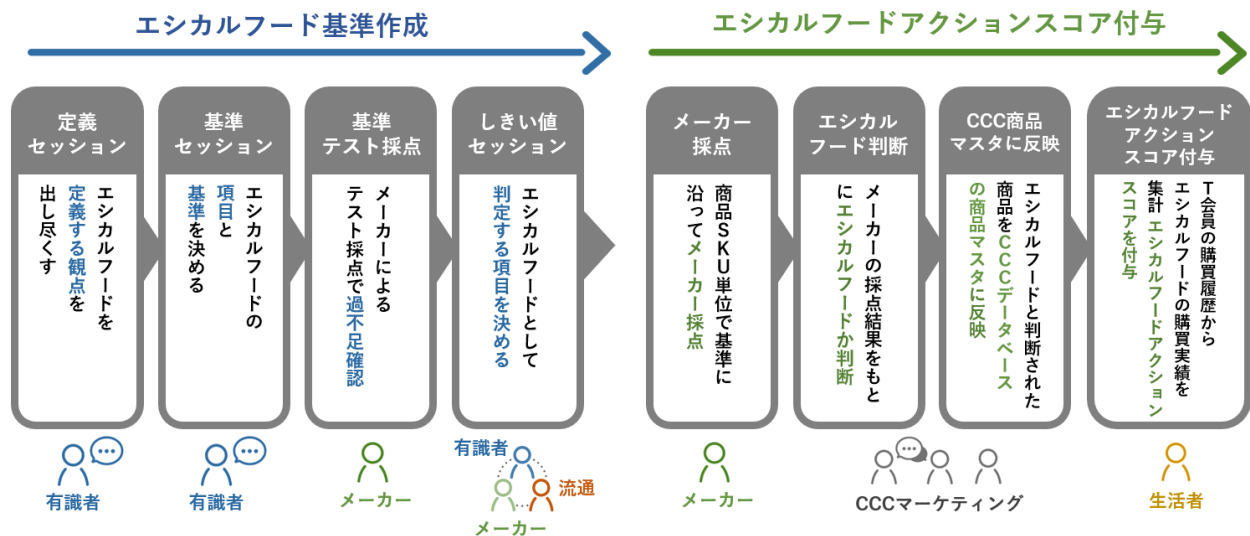 エシカルフード基準作成
定義
セッション
エシカルフードを
定義する観点を
出し尽くす
有識者
基準
セッション
エシカルフードの
項目と
基準を決める
有識者
基準
テスト採点
メーカーによる
テスト採点で過不足確認
メーカー
しきい値
セッション
エシカルフードとして
判定する項目を決める
有識者
流通
メーカー
エシカルフードアクションスコア付与
メーカー
採点
商品SKU単位で基準に
沿ってメーカー採点
メーカー
エシカル
フード判断
メーカーの採点結果をもと
にエシカルフードか判断
CCC商品
マスタに反映
エシカルフードと判断された
商品をCCCデータベース
の商品マスタに反映
CCCマーケティング
エシカルフード
アクション
スコア付与
T会員の購買履歴から
エシカルフードの購買実績を
集計 エシカルフードアクション
スコアを付与
生活者